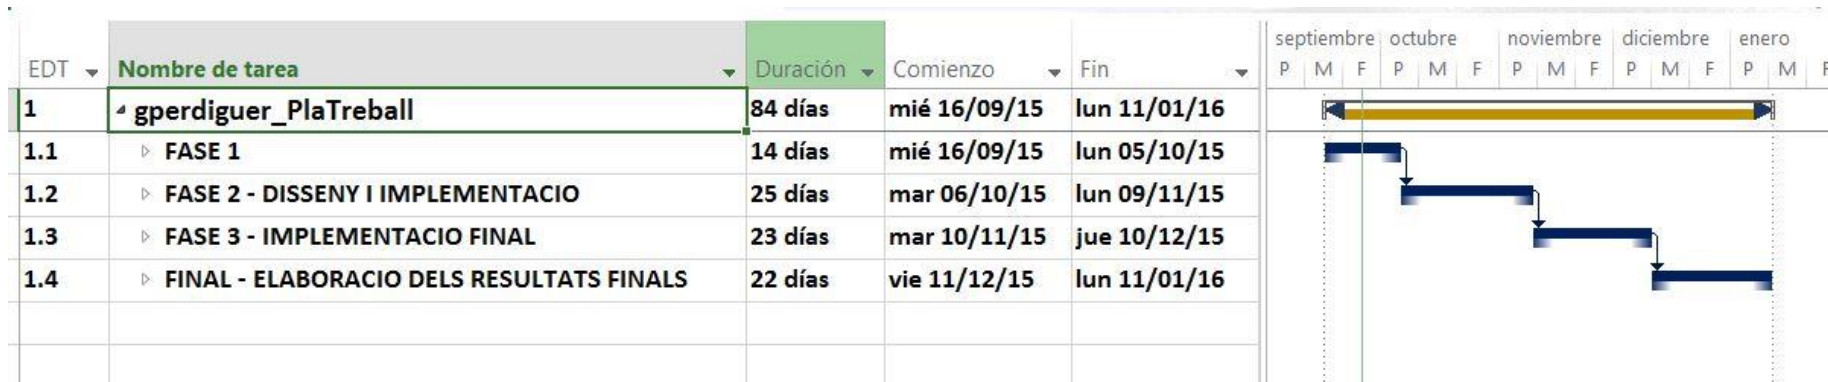 septiembre octubre noviembre diciembre enero
EDT Nombre de tarea Duración Comienzo Fin P M F P M F P M F P M F P M F
1 gperdiguer_PlaTreball 84 días mié 16/09/15 lun 11/01/16
1.1 FASE 1 14 días mié 16/09/15 lun 05/10/15
1.2 FASE 2 - DISSENY I IMPLEMENTACIO 25 días mar 06/10/15 lun 09/11/15
1.3 FASE 3 - IMPLEMENTACIO FINAL 23 días mar 10/11/15 jue 10/12/15
1.4 FINAL - ELABORACIO DELS RESULTATS FINALS 22 días vie 11/12/15 lun 11/01/16